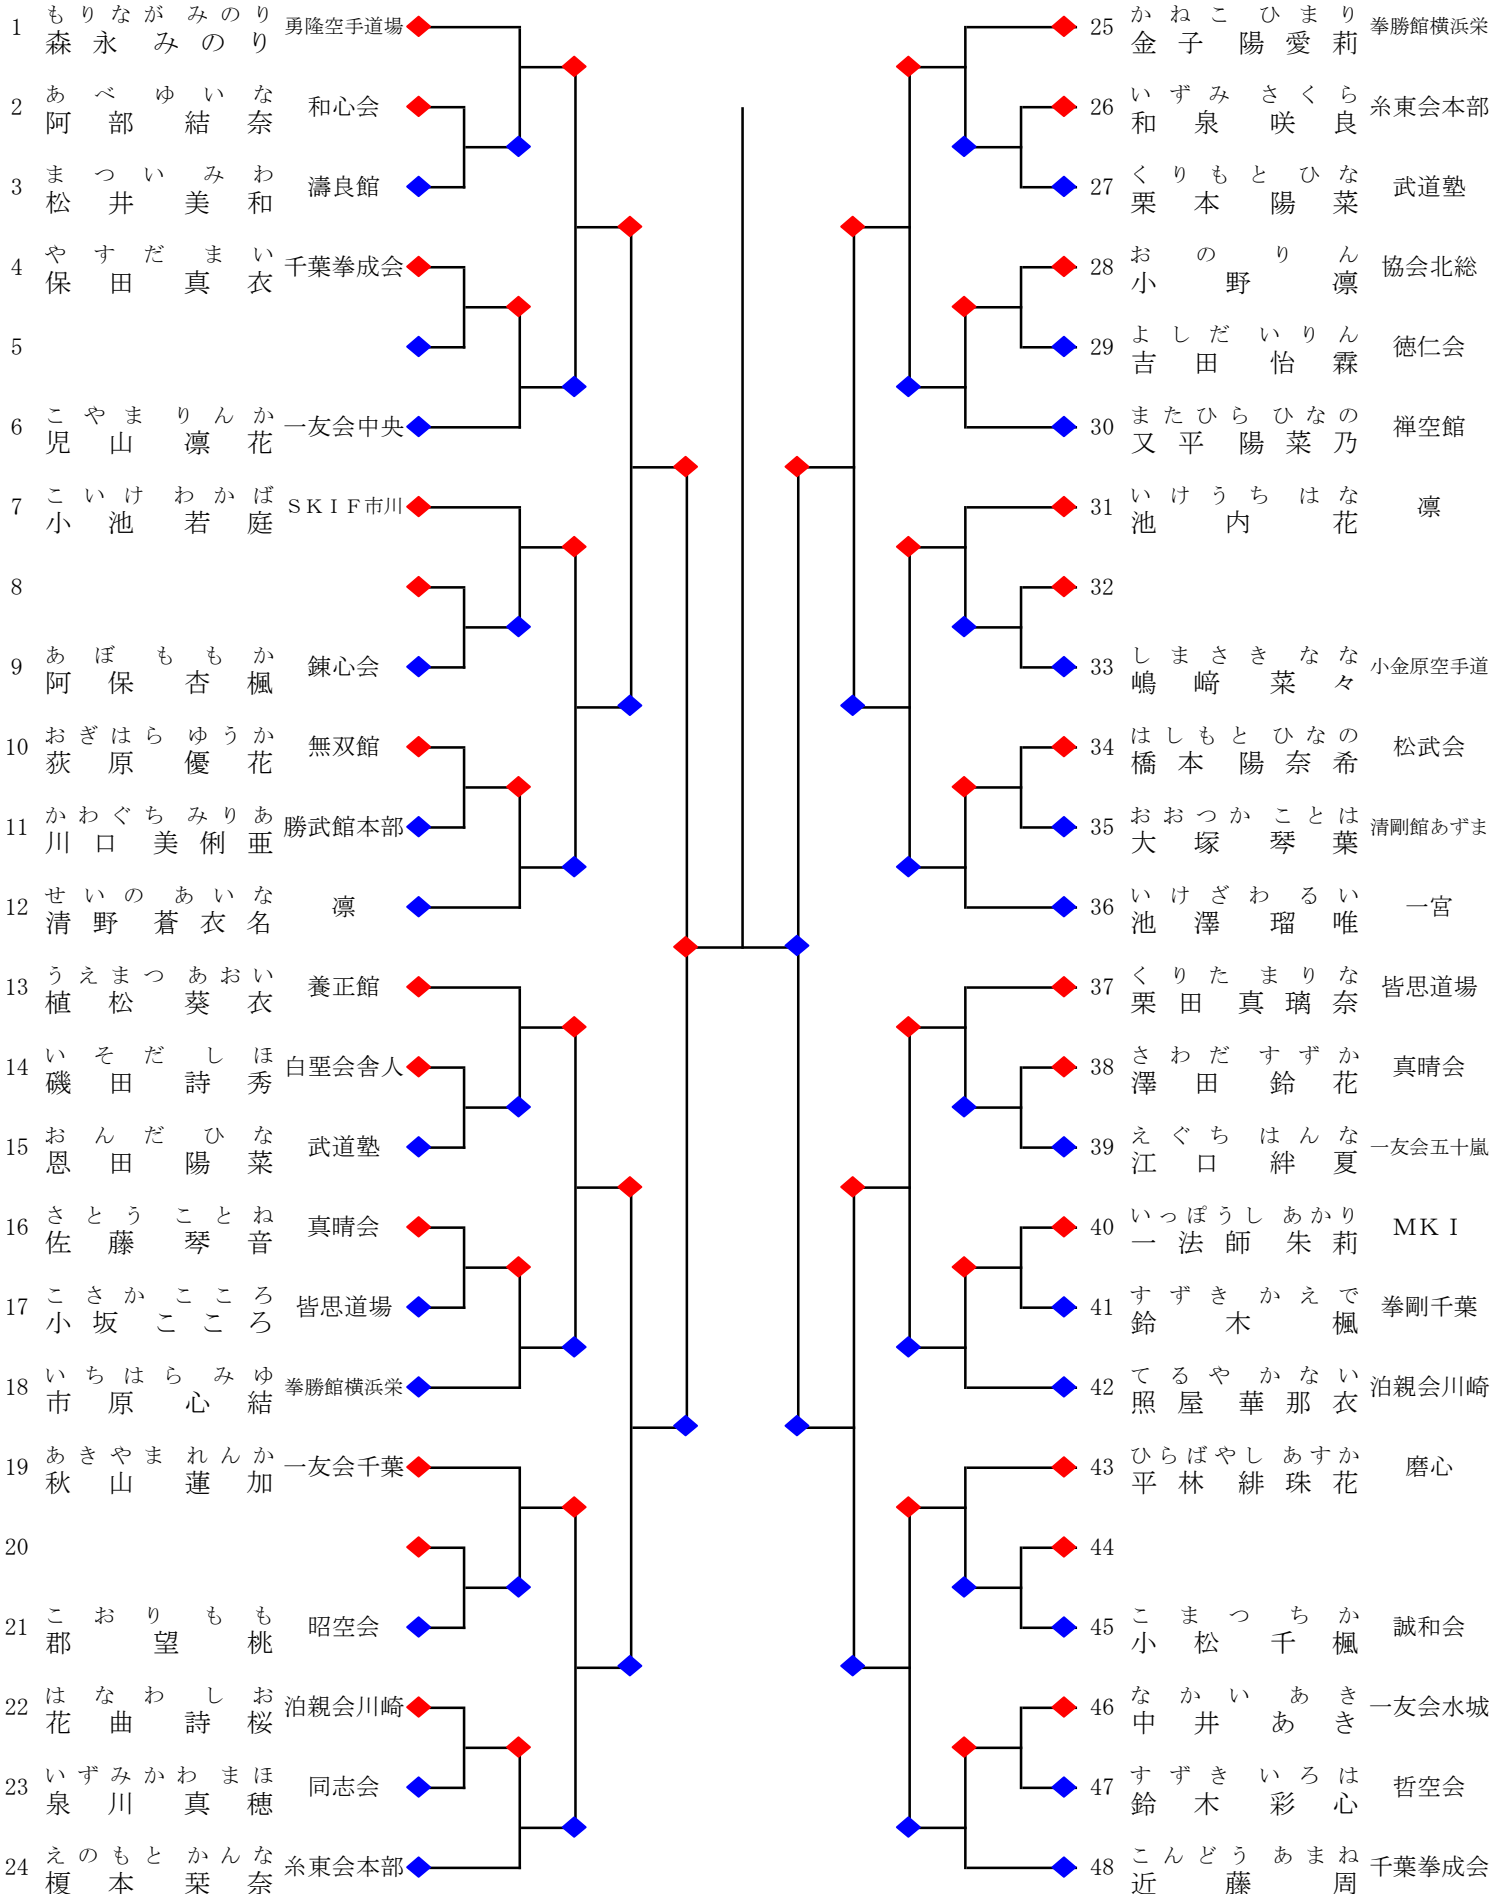 もりなが みのり
1 森永 みのり 勇隆空手道場
あべ ゆいな
2 阿部 結奈 和心会
まつい みわ
3 松井 美和 濤良館
やすだ まい
4 保田 真衣 千葉拳成会
5
こやま りんか
6 児山 凛花 一友会中央
こいけ わかば
7 小池 若庭 ＳＫＩＦ市川
8
あぼ ももか
9 阿保 杏楓 錬心会
おぎはら ゆうか
10 荻原 優花 無双館
かわぐち みりあ
11 川口 美俐亜 勝武館本部
せいの あいな
12 清野 蒼衣名 凛
うえまつ あおい
13 植松 葵衣 養正館
いそだ しほ
14 磯田 詩秀 白堊会舎人
おんだ ひな
15 恩田 陽菜 武道塾
さとう ことね
16 佐藤 琴音 真晴会
こさか こころ
17 小坂 こころ 皆思道場
いちはら みゆ
18 市原 心結 拳勝館横浜栄
あきやま れんか
19 秋山 蓮加 一友会千葉
20
こおり もも
21 郡 望桃 昭空会
はなわ しお
22 花曲 詩桜 泊親会川崎
いずみかわ まほ
23 泉川 真穂 同志会
えのもと かんな
24 榎本 栞奈 糸東会本部
かねこ ひまり
25 金子 陽愛莉 拳勝館横浜栄
いずみ さくら
26 和泉 咲良 糸東会本部
くりもと ひな
27 栗本 陽菜 武道塾
おの りん
28 小野 凛 協会北総
よしだ いりん
29 吉田 怡霖 徳仁会
またひら ひなの
30 又平 陽菜乃 禅空館
いけうち はな
31 池内 花 凛
32
しまさき なな
33 嶋﨑 菜々 小金原空手道
はしもと ひなの
34 橋本 陽奈希 松武会
おおつか ことは
35 大塚 琴葉 清剛館あずま
いけざわ るい
36 池澤 瑠唯 一宮
くりた まりな
37 栗田 真璃奈 皆思道場
さわだ すずか
38 澤田 鈴花 真晴会
えぐち はんな
39 江口 絆夏 一友会五十嵐
いっぽうし あかり
40 一法師 朱莉 ＭＫＩ
すずき かえで
41 鈴木 楓 拳剛千葉
てるや かない
42 照屋 華那衣 泊親会川崎
ひらばやし あすか
43 平林 緋珠花 磨心
44
こまつ ちか
45 小松 千楓 誠和会
なかい あき
46 中井 あき 一友会水城
すずき いろは
47 鈴木 彩心 哲空会
こんどう あまね
48 近藤 周 千葉拳成会